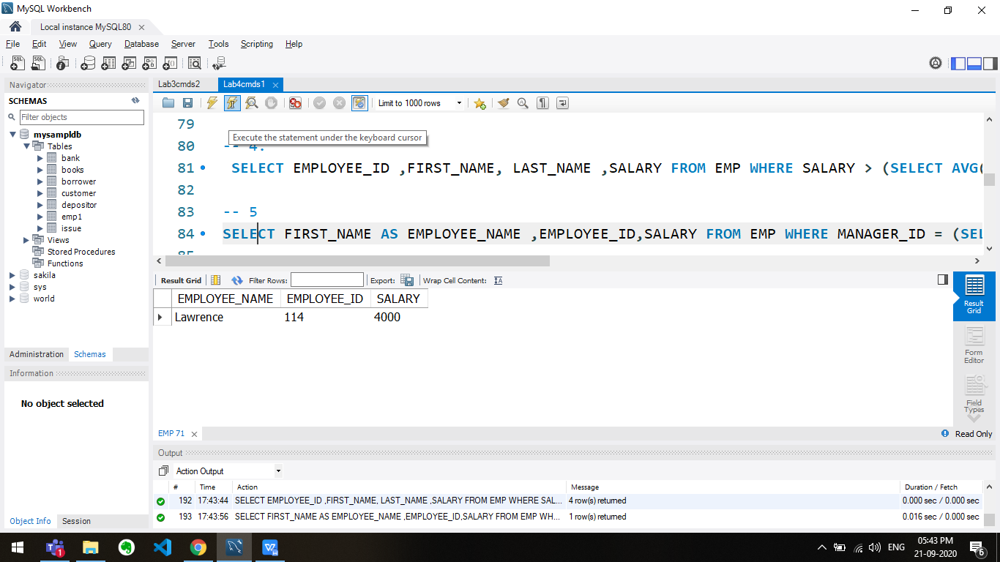 MySQL Workbench
Local instance MySQL80
File Edit View Query Database Server Tools Scripting Help
Navigator
SCHEMAS
Filter objects
mysampldb
Tables
bank
books
borrower
customer
depositor
emp1
issue
Views
Stored Procedures
Functions
sakila
sys
world
Administration Schemas
Information
No object selected
Object Info Session
Lab3cmds2 Lab4cmds1
Limit to 1000 rows
79
Execute the statement under the keyboard cursor
80 -- 4.
81 SELECT EMPLOYEE_ID ,FIRST_NAME, LAST_NAME ,SALARY FROM EMP WHERE SALARY > (SELECT AVG(
82
83 -- 5
84 SELECT FIRST_NAME AS EMPLOYEE_NAME ,EMPLOYEE_ID,SALARY FROM EMP WHERE MANAGER_ID = (SEL
Result Grid Filter Rows: Export: Wrap Cell Content:
EMPLOYEE_NAME EMPLOYEE_ID SALARY
Lawrence 114 4000
Result Grid
Form Editor
Field Types
EMP 71
Read Only
Output
Action Output
# Time Action Message Duration / Fetch
192 17:43:44 SELECT EMPLOYEE_ID ,FIRST_NAME, LAST_NAME ,SALARY FROM EMP WHERE SAL... 4 row(s) returned 0.000 sec / 0.000 sec
193 17:43:56 SELECT FIRST_NAME AS EMPLOYEE_NAME ,EMPLOYEE_ID,SALARY FROM EMP WH... 1 row(s) returned 0.016 sec / 0.000 sec
1
ENG
05:43 PM
21-09-2020
6